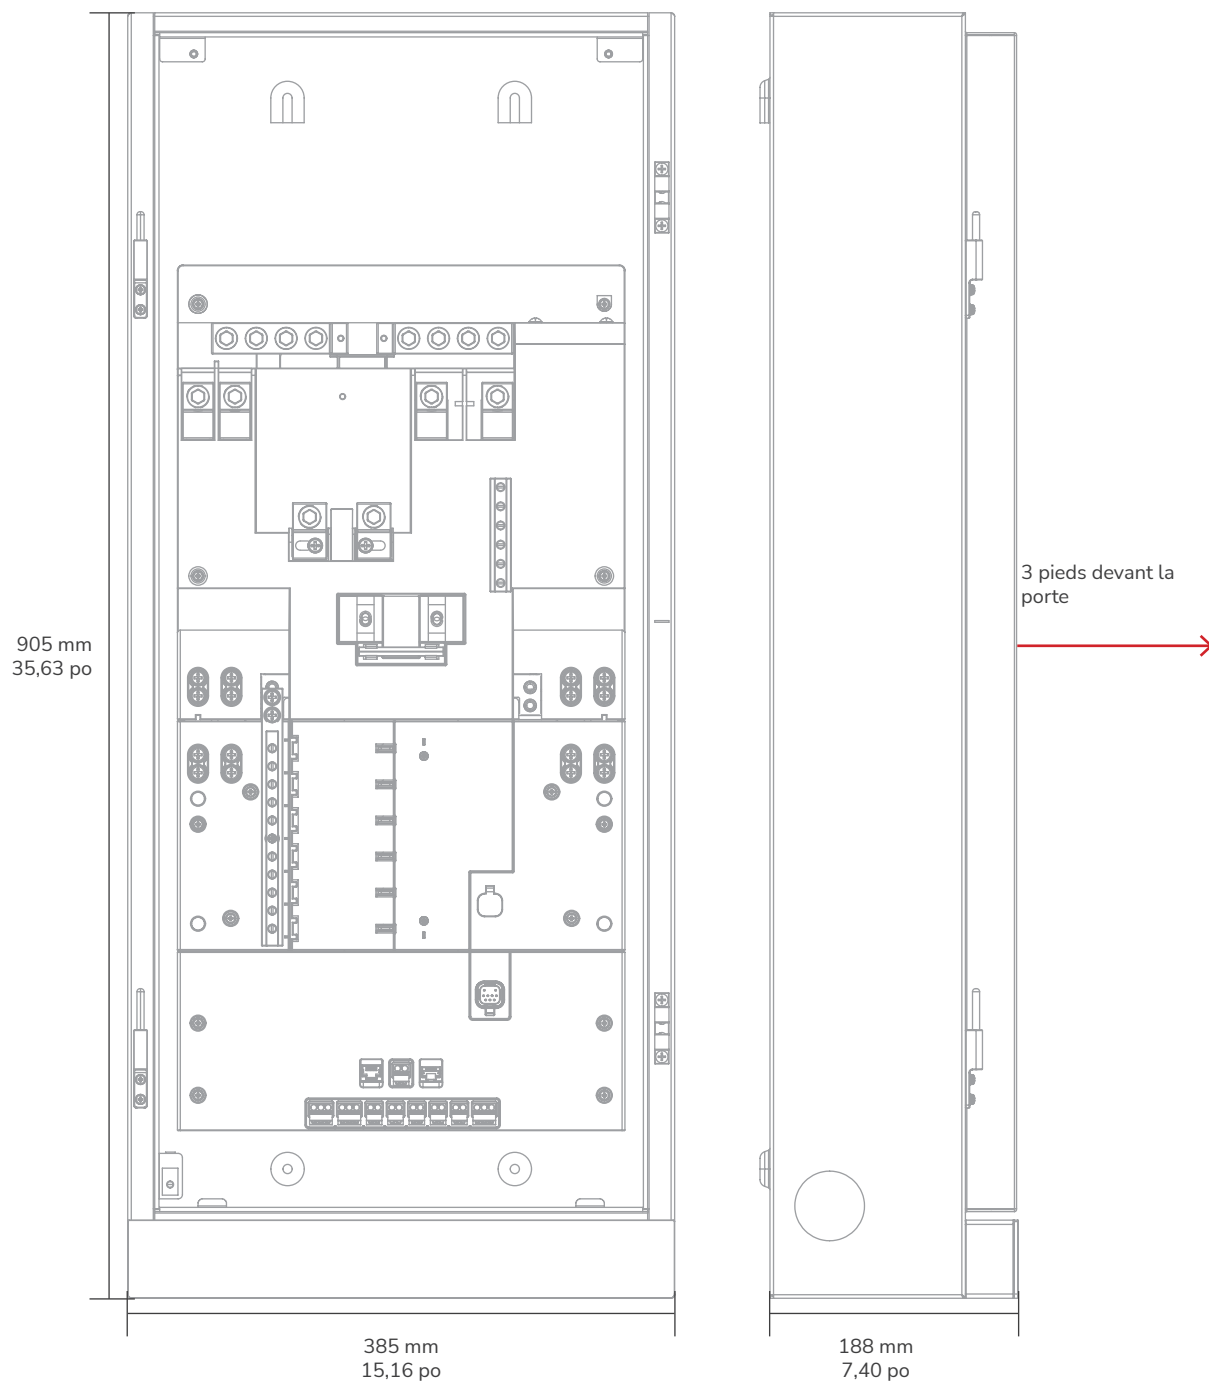 3 pieds devant la
porte
905 mm
35,63 po
385 mm
15,16 po
188 mm
7,40 po